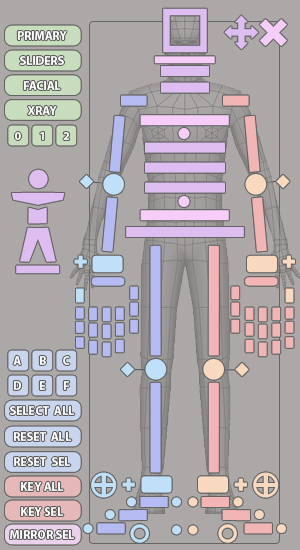 PRIMARY
SLIDERS
FACIAL
XRAY
0 1 2
A B C
D E F
SELECT ALL
RESET ALL
RESET SEL
KEY ALL
KEY SEL
MIRROR SEL